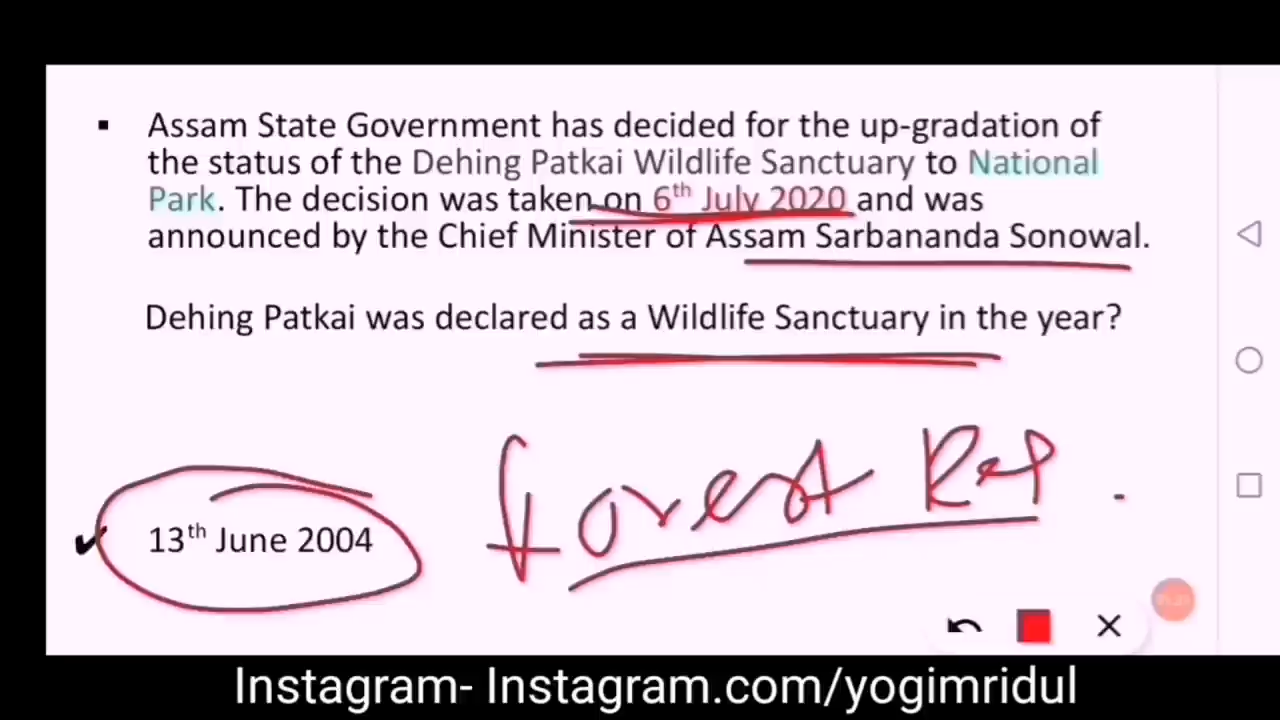 ▪ Assam State Government has decided for the up-gradation of
the status of the Dehing Patkai Wildlife Sanctuary to National
Park. The decision was taken on 6th July 2020 and was
announced by the Chief Minister of Assam Sarbananda Sonowal.
Dehing Patkai was declared as a Wildlife Sanctuary in the year?
forest Rep.
✔ 13th June 2004
Instagram- Instagram.com/yogimridul